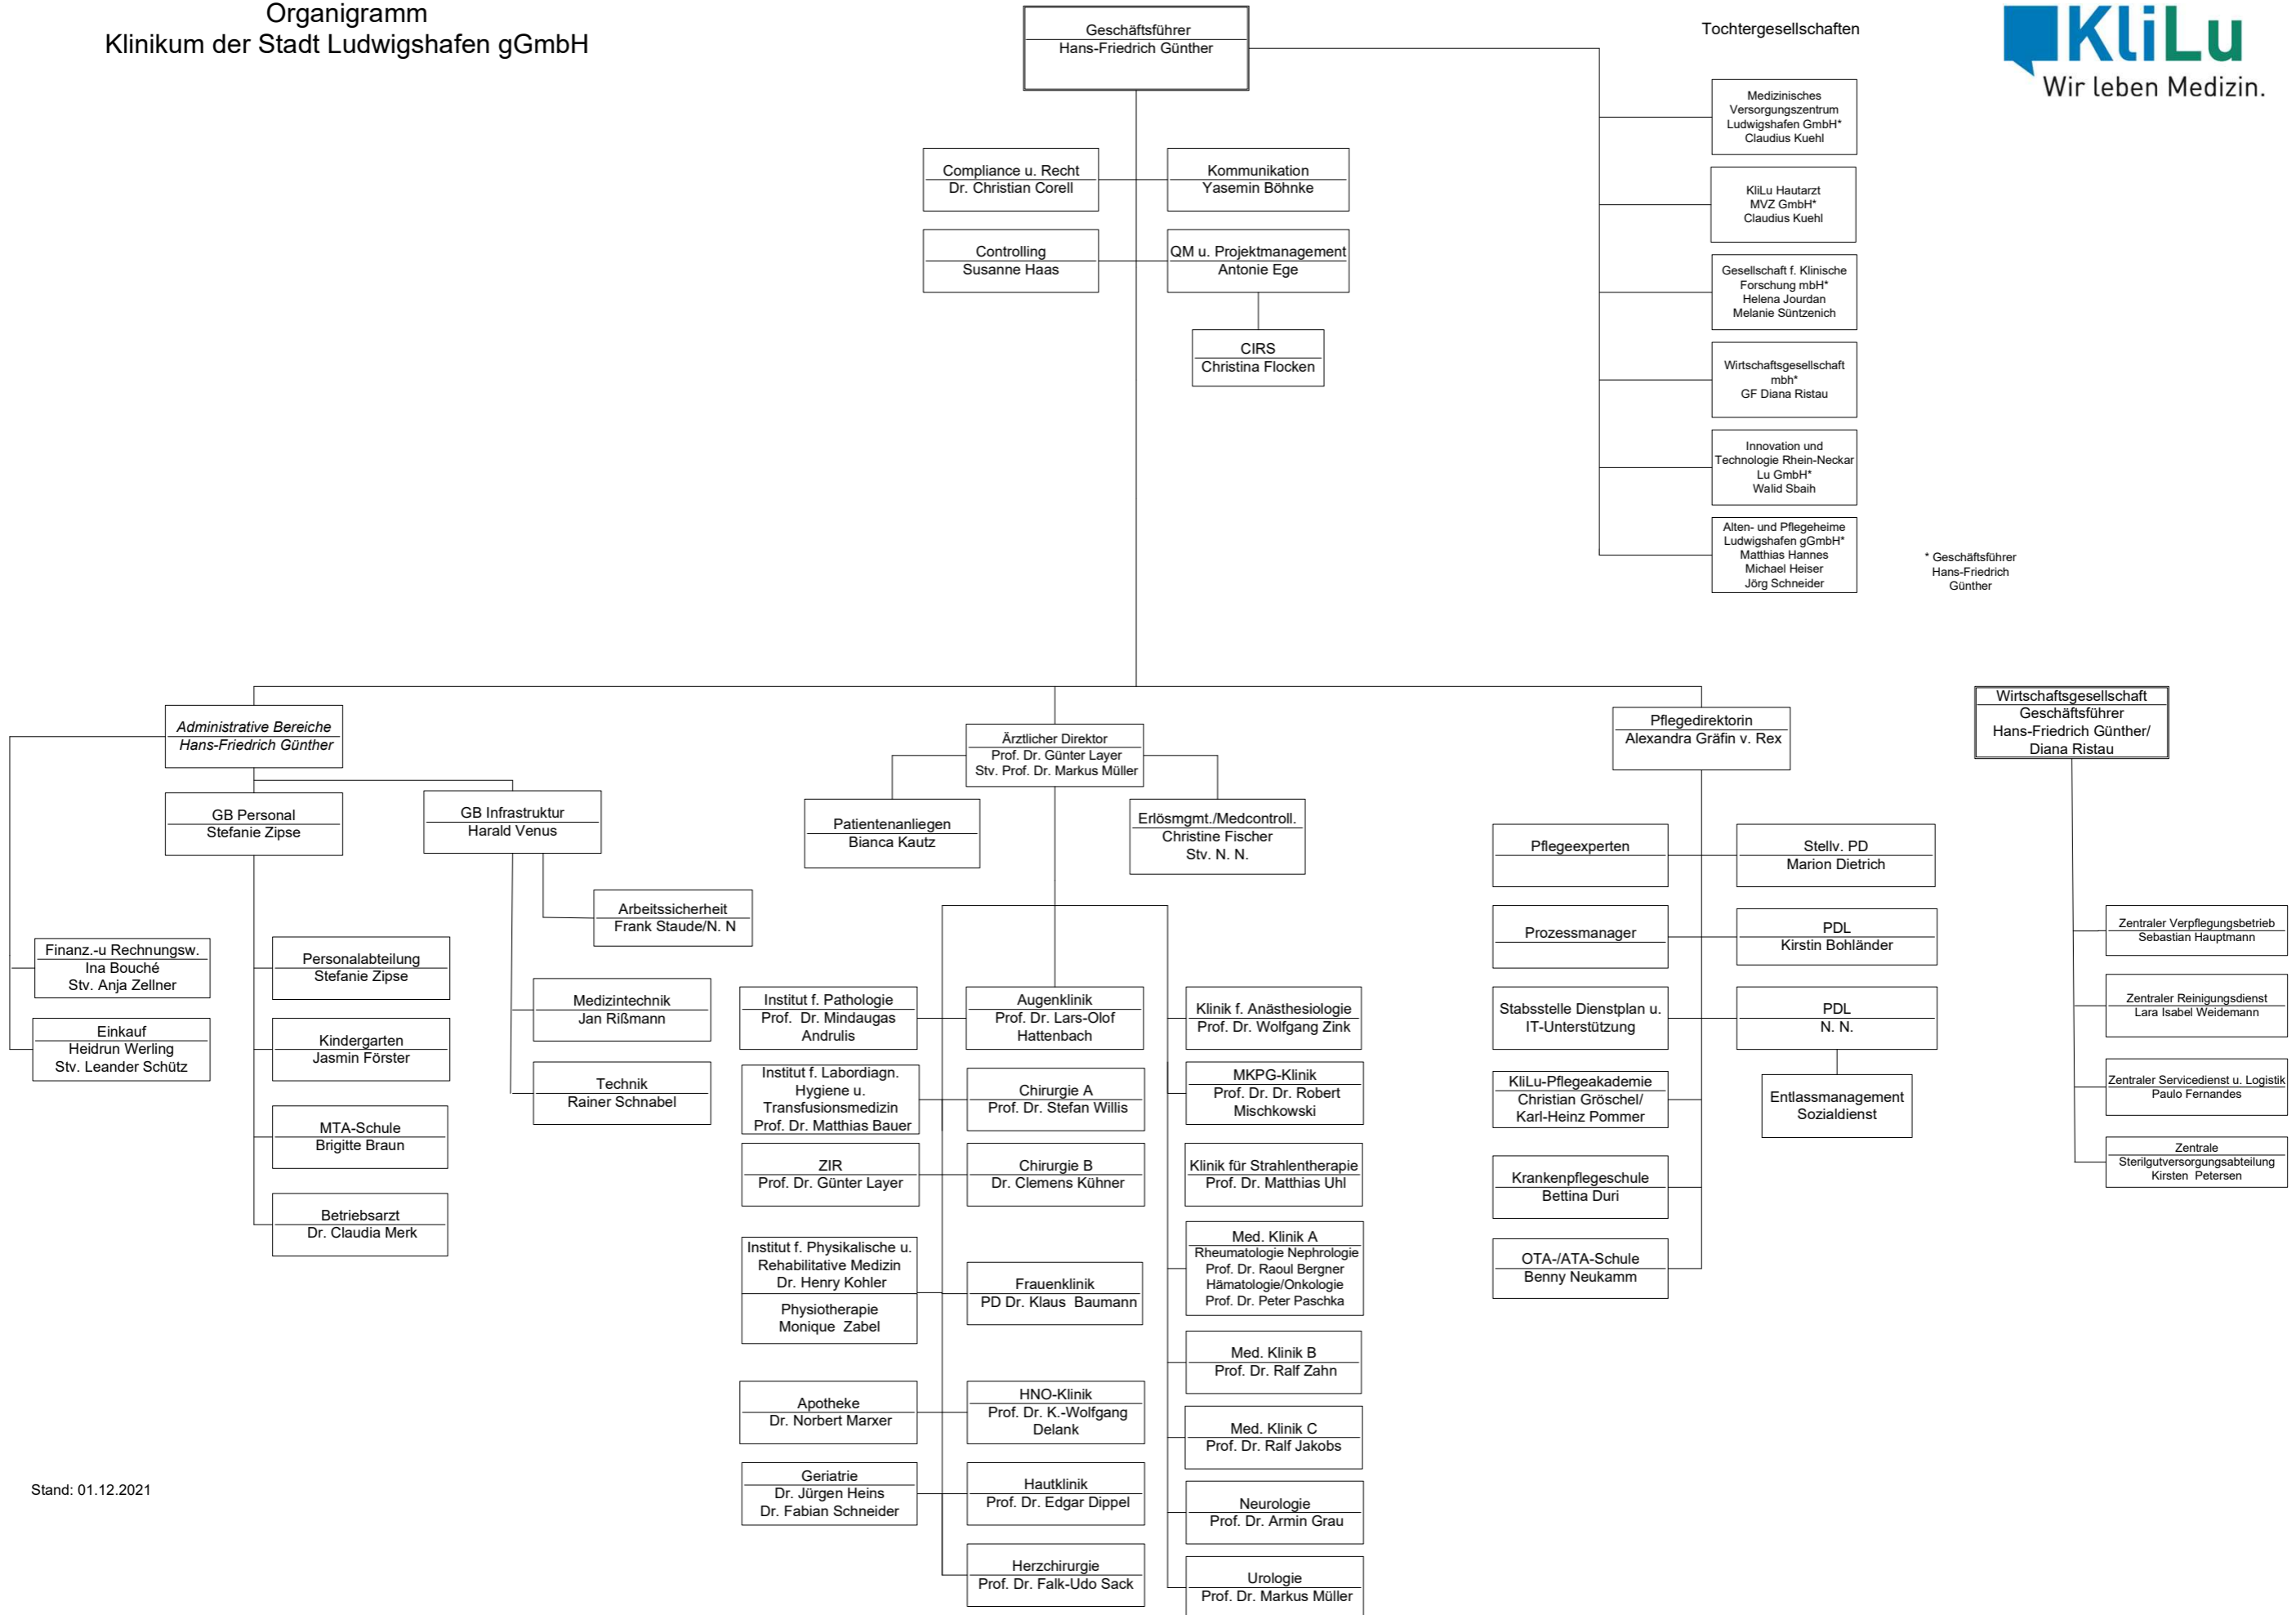 Organigramm
Klinikum der Stadt Ludwigshafen gGmbH
Geschäftsführer
Hans-Friedrich Günther
Tochtergesellschaften
KliLu
Wir leben Medizin.
Medizinisches
Versorgungszentrum
Ludwigshafen GmbH*
Claudius Kuehl
KliLu Hautarzt
MVZ GmbH*
Claudius Kuehl
Gesellschaft f. Klinische
Forschung mbH*
Helena Jourdan
Melanie Süntzenich
Wirtschaftsgesellschaft
mbh*
GF Diana Ristau
Innovation und
Technologie Rhein-Neckar
Lu GmbH*
Walid Sbaih
Alten- und Pflegeheime
Ludwigshafen gGmbH*
Matthias Hannes
Michael Heiser
Jörg Schneider
* Geschäftsführer
Hans-Friedrich
Günther
Compliance u. Recht
Dr. Christian Corell
Kommunikation
Yasemin Böhnke
Controlling
Susanne Haas
QM u. Projektmanagement
Antonie Ege
CIRS
Christina Flocken
Administrative Bereiche
Hans-Friedrich Günther
GB Personal
Stefanie Zipse
GB Infrastruktur
Harald Venus
Arbeitssicherheit
Frank Staude/N. N
Finanz.-u Rechnungsw.
Ina Bouché
Stv. Anja Zellner
Einkauf
Heidrun Werling
Stv. Leander Schütz
Personalabteilung
Stefanie Zipse
Kindergarten
Jasmin Förster
MTA-Schule
Brigitte Braun
Betriebsarzt
Dr. Claudia Merk
Medizintechnik
Jan Rißmann
Technik
Rainer Schnabel
Ärztlicher Direktor
Prof. Dr. Günter Layer
Stv. Prof. Dr. Markus Müller
Patientenanliegen
Bianca Kautz
Erlösmgmt./Medcontroll.
Christine Fischer
Stv. N. N.
Institut f. Pathologie
Prof. Dr. Mindaugas
Andrulis
Institut f. Labordiagn.
Hygiene u.
Transfusionsmedizin
Prof. Dr. Matthias Bauer
ZIR
Prof. Dr. Günter Layer
Institut f. Physikalische u.
Rehabilitative Medizin
Dr. Henry Kohler
Physiotherapie
Monique Zabel
Apotheke
Dr. Norbert Marxer
Geriatrie
Dr. Jürgen Heins
Dr. Fabian Schneider
Augenklinik
Prof. Dr. Lars-Olof
Hattenbach
Chirurgie A
Prof. Dr. Stefan Willis
Chirurgie B
Dr. Clemens Kühner
Frauenklinik
PD Dr. Klaus Baumann
HNO-Klinik
Prof. Dr. K.-Wolfgang
Delank
Hautklinik
Prof. Dr. Edgar Dippel
Herzchirurgie
Prof. Dr. Falk-Udo Sack
Klinik f. Anästhesiologie
Prof. Dr. Wolfgang Zink
MKPG-Klinik
Prof. Dr. Dr. Robert
Mischkowski
Klinik für Strahlentherapie
Prof. Dr. Matthias Uhl
Med. Klinik A
Rheumatologie Nephrologie
Prof. Dr. Raoul Bergner
Hämatologie/Onkologie
Prof. Dr. Peter Paschka
Med. Klinik B
Prof. Dr. Ralf Zahn
Med. Klinik C
Prof. Dr. Ralf Jakobs
Neurologie
Prof. Dr. Armin Grau
Urologie
Prof. Dr. Markus Müller
Pflegedirektorin
Alexandra Gräfin v. Rex
Pflegeexperten
Stellv. PD
Marion Dietrich
Prozessmanager
PDL
Kirstin Bohländer
Stabsstelle Dienstplan u.
IT-Unterstützung
PDL
N. N.
KliLu-Pflegeakademie
Christian Gröschel/
Karl-Heinz Pommer
Entlassmanagement
Sozialdienst
Krankenpflegeschule
Bettina Duri
OTA-/ATA-Schule
Benny Neukamm
Wirtschaftsgesellschaft
Geschäftsführer
Hans-Friedrich Günther/
Diana Ristau
Zentraler Verpflegungsbetrieb
Sebastian Hauptmann
Zentraler Reinigungsdienst
Lara Isabel Weidemann
Zentraler Servicedienst u. Logistik
Paulo Fernandes
Zentrale
Sterilgutversorgungsabteilung
Kirsten Petersen
Stand: 01.12.2021